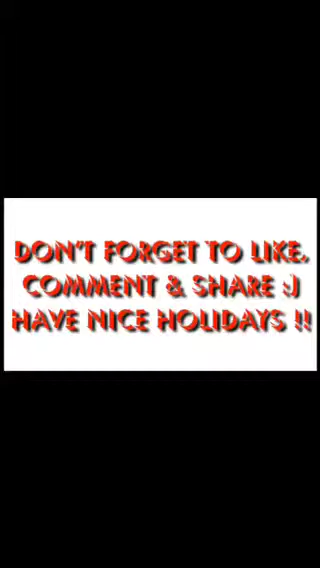 DON'T FORGET TO LIKE,
COMMENT & SHARE :J
HAVE NICE HOLIDAYS !!